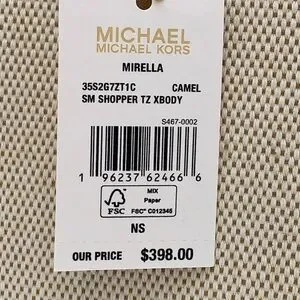 MICHAEL
MICHAEL KORS
MIRELLA
35S2G7ZT1C CAMEL
SM SHOPPER TZ XBODY
S467-0002
1 96237 62466 6
FSC
MIX
Paper
FSC® C012345
NS
OUR PRICE $398.00